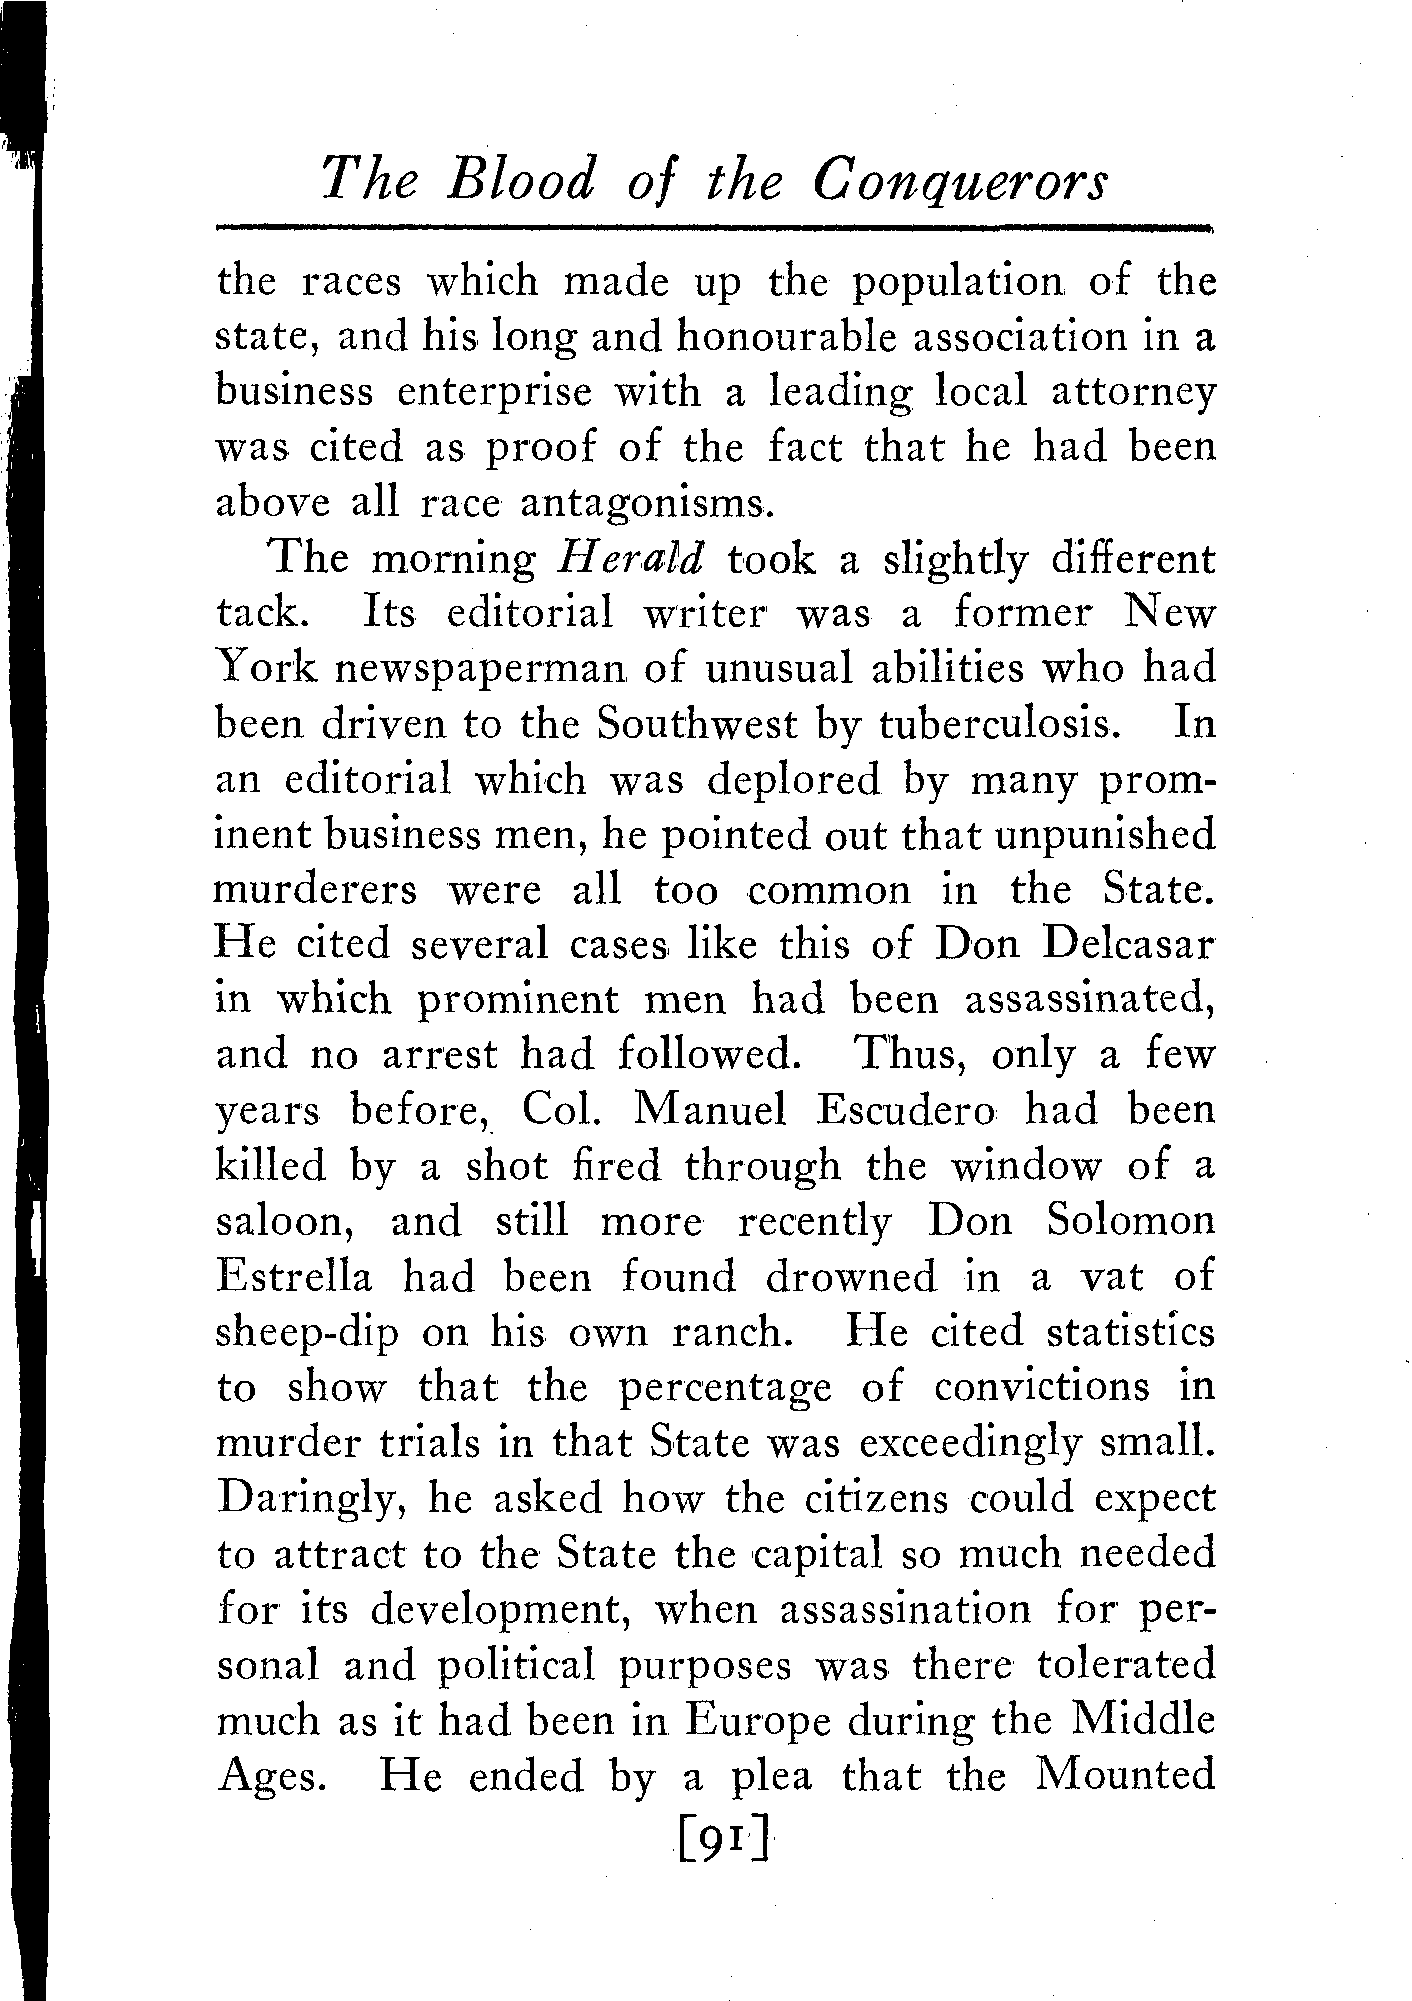 The Blood of the Conquerors
the races which made up the population of the
state, and his long and honourable association in a
business enterprise with a leading local attorney
was cited as proof of the fact that he had been
above all race antagonisms.
The morning Herald took a slightly different
tack. Its editorial writer was a former New
York newspaperman of unusual abilities who had
been driven to the Southwest by tuberculosis. In
an editorial which was deplored by many prom-
inent business men, he pointed out that unpunished
murderers were all too common in the State.
He cited several cases like this of Don Delcasar
in which prominent men had been assassinated,
and no arrest had followed. Thus, only a few
years before, Col. Manuel Escudero had been
killed by a shot fired through the window of a
saloon, and still more recently Don Solomon
Estrella had been found drowned in a vat of
sheep-dip on his own ranch. He cited statistics
to show that the percentage of convictions in
murder trials in that State was exceedingly small.
Daringly, he asked how the citizens could expect
to attract to the State the capital so much needed
for its development, when assassination for per-
sonal and political purposes was there tolerated
much as it had been in Europe during the Middle
Ages. He ended by a plea that the Mounted
[91]